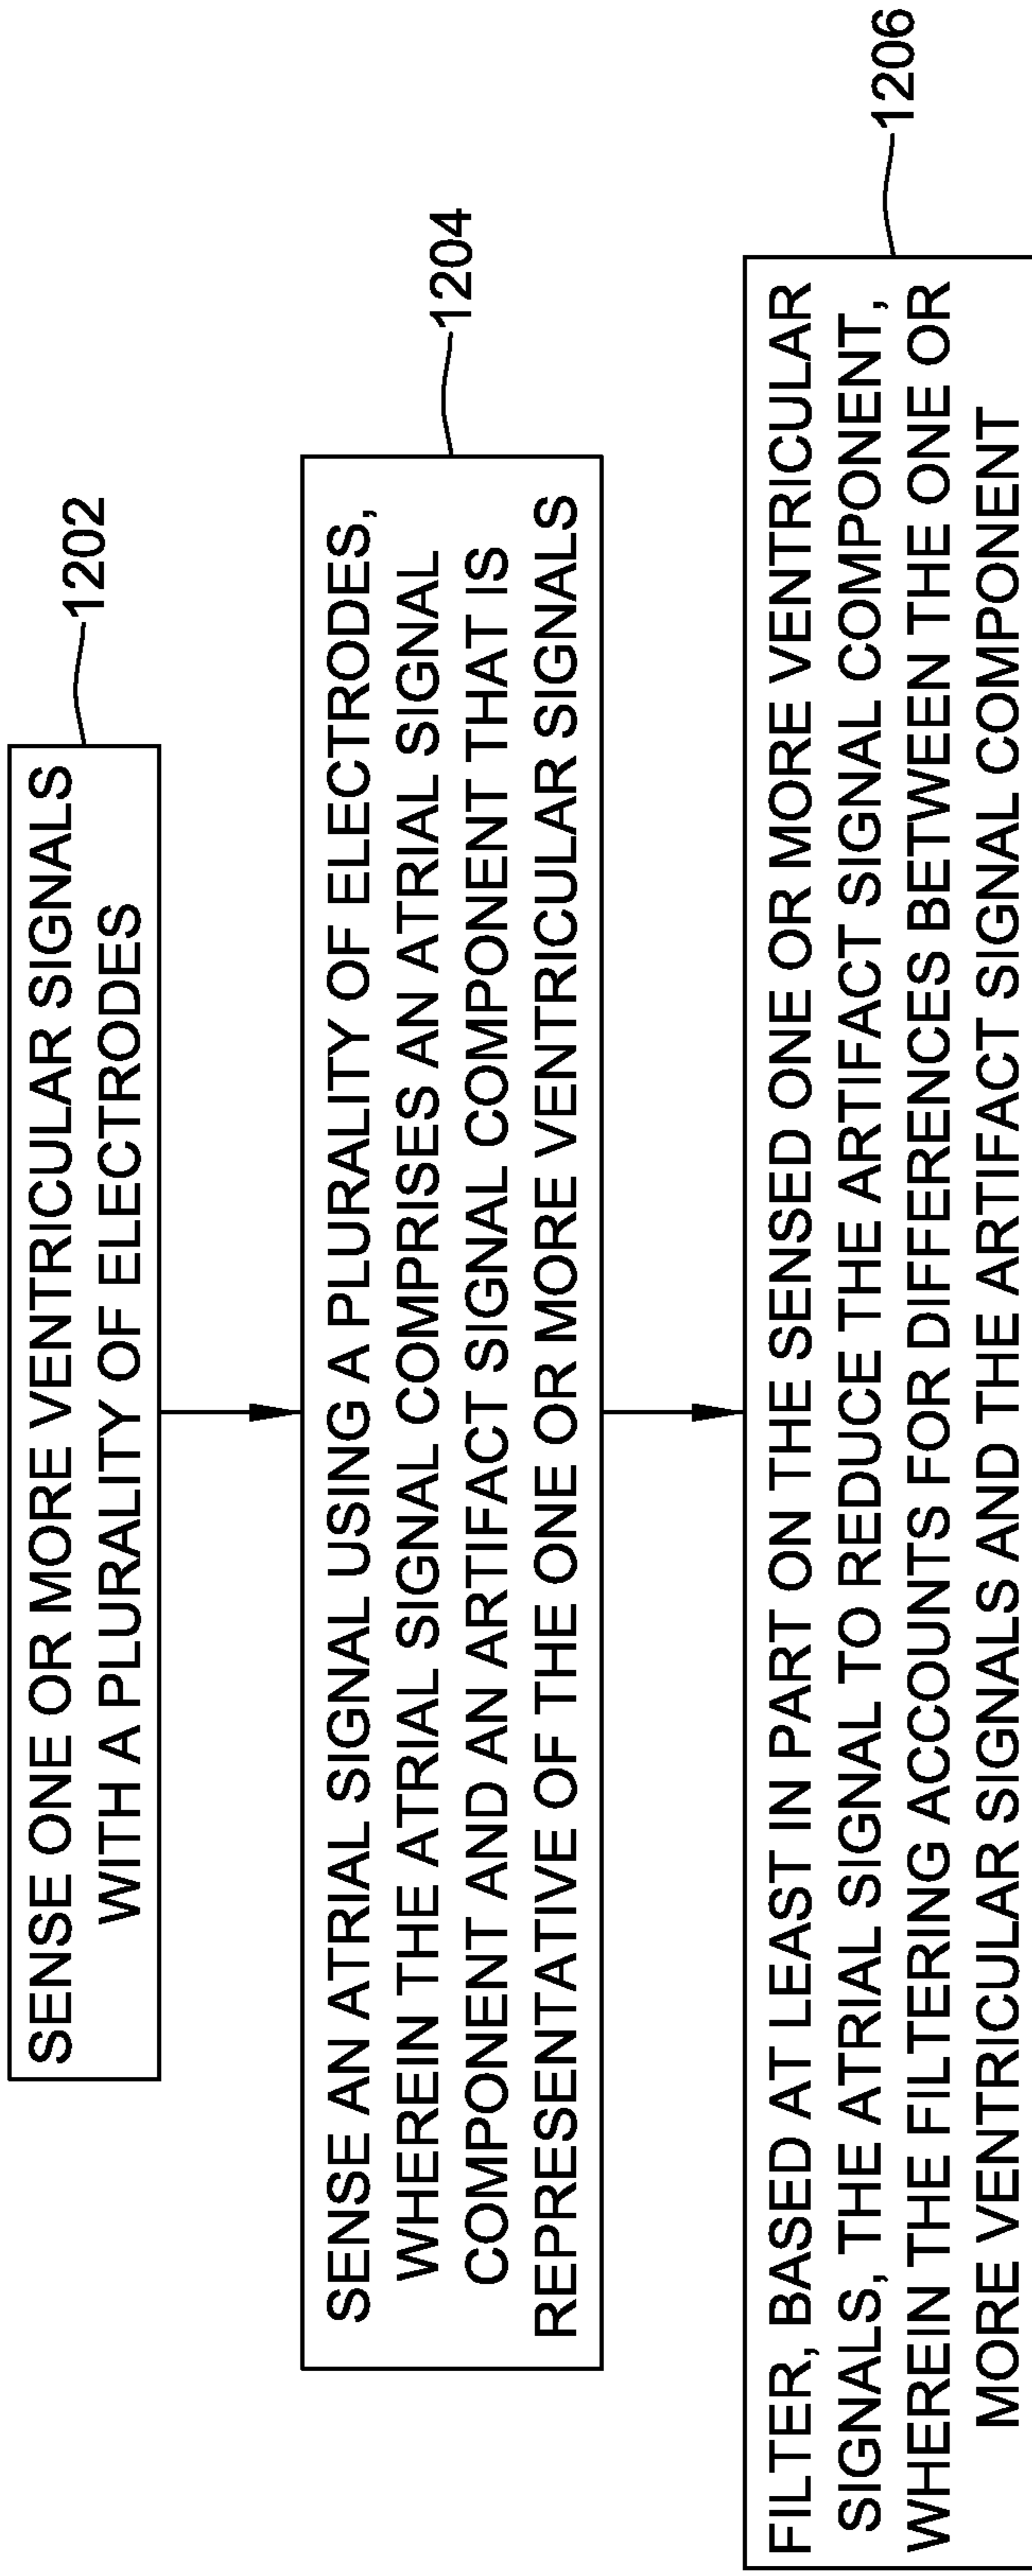 SENSE ONE OR MORE VENTRICULAR SIGNALS
WITH A PLURALITY OF ELECTRODES
1202
SENSE AN ATRIAL SIGNAL USING A PLURALITY OF ELECTRODES,
WHEREIN THE ATRIAL SIGNAL COMPRISES AN ATRIAL SIGNAL
COMPONENT AND AN ARTIFACT SIGNAL COMPONENT THAT IS
REPRESENTATIVE OF THE ONE OR MORE VENTRICULAR SIGNALS
1204
FILTER, BASED AT LEAST IN PART ON THE SENSED ONE OR MORE VENTRICULAR
SIGNALS, THE ATRIAL SIGNAL TO REDUCE THE ARTIFACT SIGNAL COMPONENT,
WHEREIN THE FILTERING ACCOUNTS FOR DIFFERENCES BETWEEN THE ONE OR
MORE VENTRICULAR SIGNALS AND THE ARTIFACT SIGNAL COMPONENT
1206